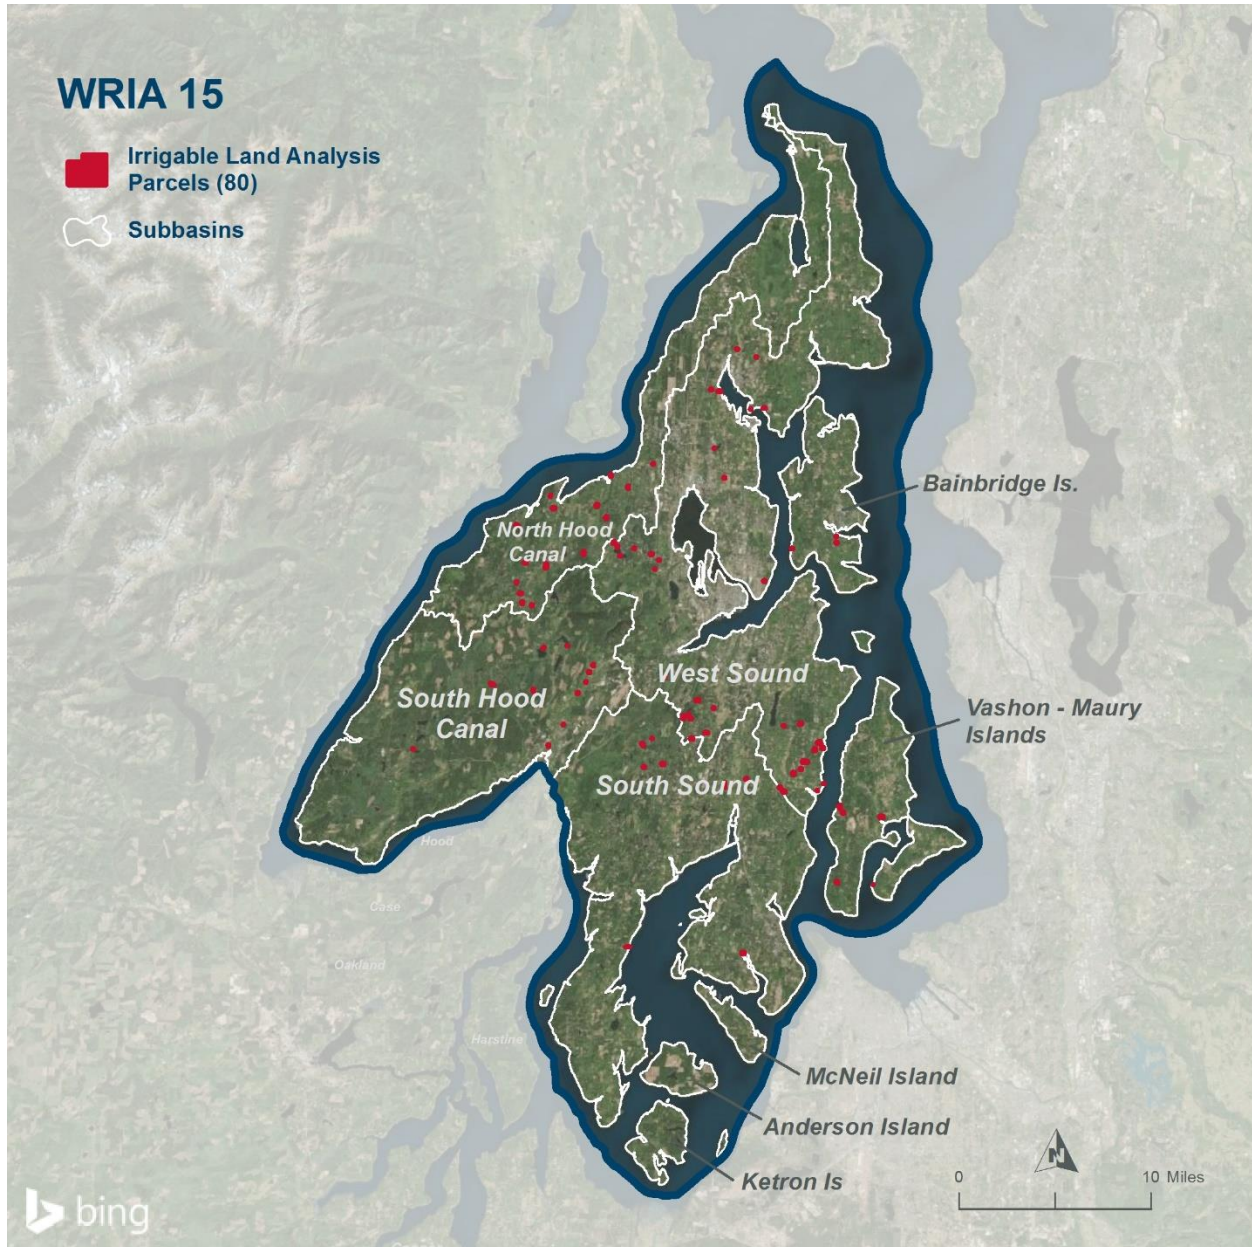 WRIA 15
Irrigable Land Analysis
Parcels (80)
Subbasins
Bainbridge Is.
North Hood
Canal
West Sound
South Hood
Canal
Vashon - Maury
Islands
South Sound
Hood
Case
Oakland
Harstine
McNeil Island
Anderson Island
Ketron Is
N
0
10 Miles
bing